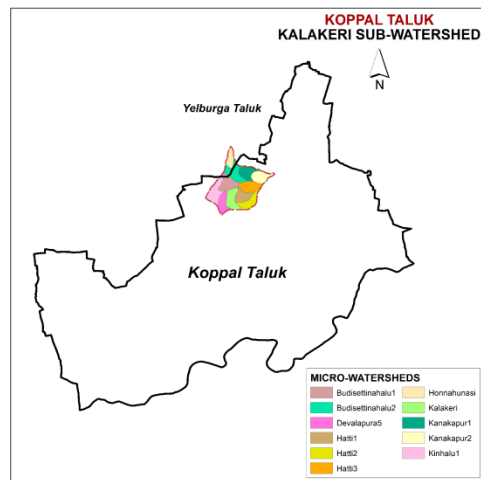 KOPPAL TALUK
KALAKERI SUB-WATERSHED
N
Yelburga Taluk
Koppal Taluk
MICRO-WATERSHEDS
Budisettinahalu1
Budisettinahalu2
Devalapura5
Hatti1
Hatti2
Hatti3
Honnahunasi
Kalakeri
Kanakapur1
Kanakapur2
Kinhalu1